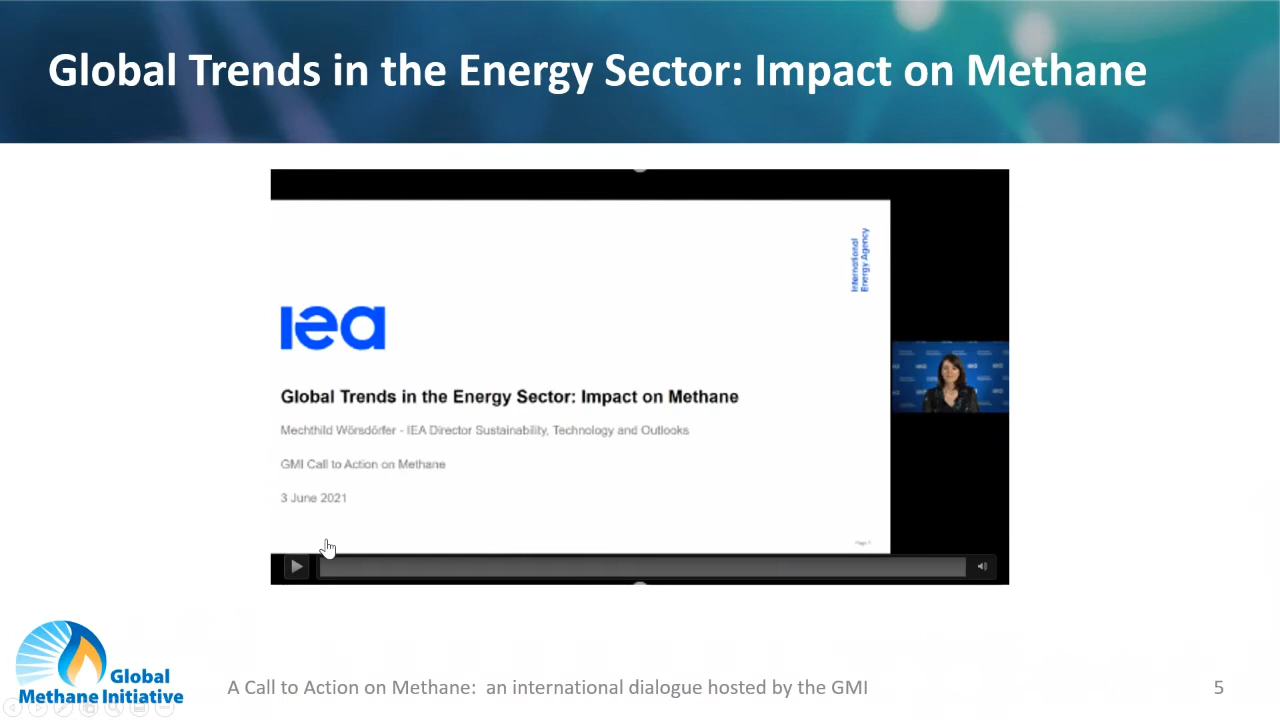 Global Trends in the Energy Sector: Impact on Methane
International
Energy Agency
iea
Global Trends in the Energy Sector: Impact on Methane
Mechthild Wörsdörfer - IEA Director Sustainability, Technology and Outlooks
GMI Call to Action on Methane
3 June 2021
Global
Methane Initiative
A Call to Action on Methane:  an international dialogue hosted by the GMI
5